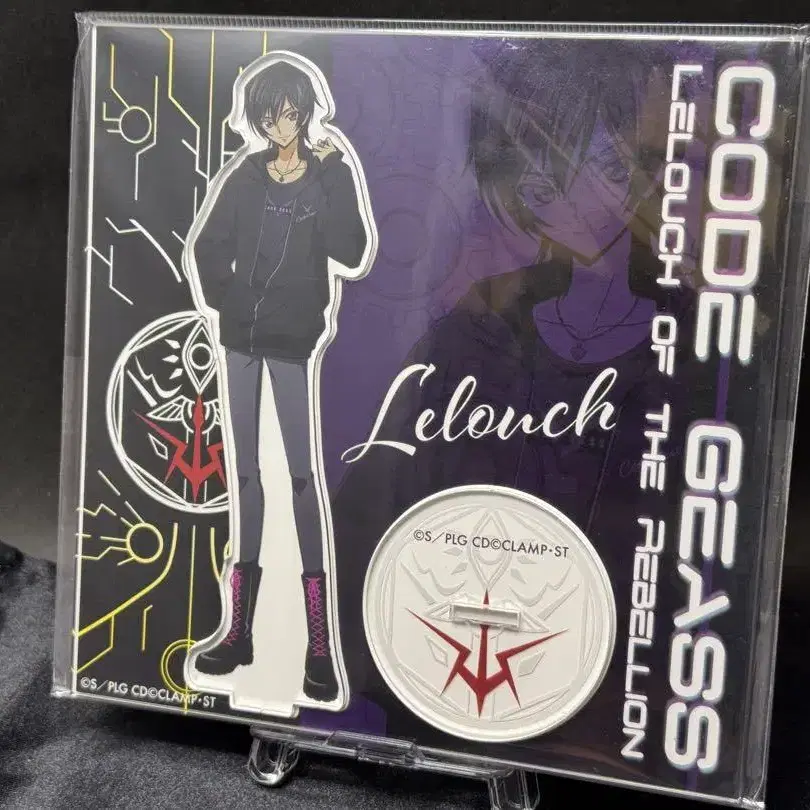 CODE GEASS
LELOUCH OF THE REBELLION
Lelouch
©S/PLG CD©CLAMP・ST
©S/PLG CD©CLAMP・ST